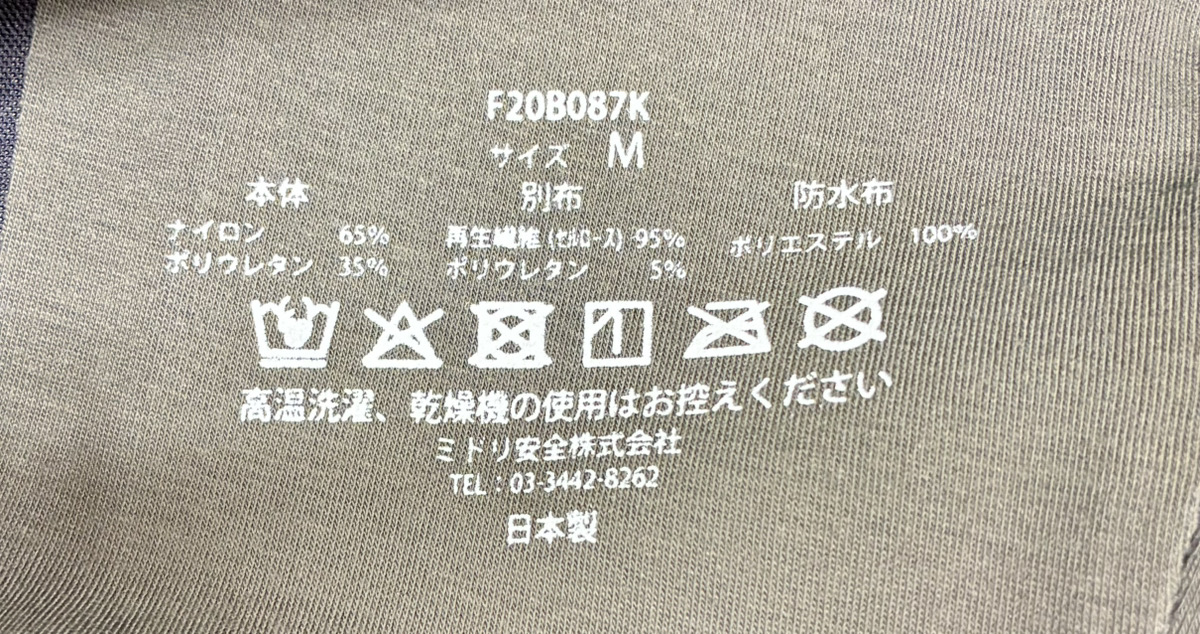 F20B087K
サイズ M
本体 別布 防水布
ナイロン 65% 再生繊維(セルロース) 95% ポリエステル 100%
ポリウレタン 35% ポリウレタン 5%
高温洗濯、乾燥機の使用はお控えください
ミドリ安全株式会社
TEL:03-3442-8262
日本製